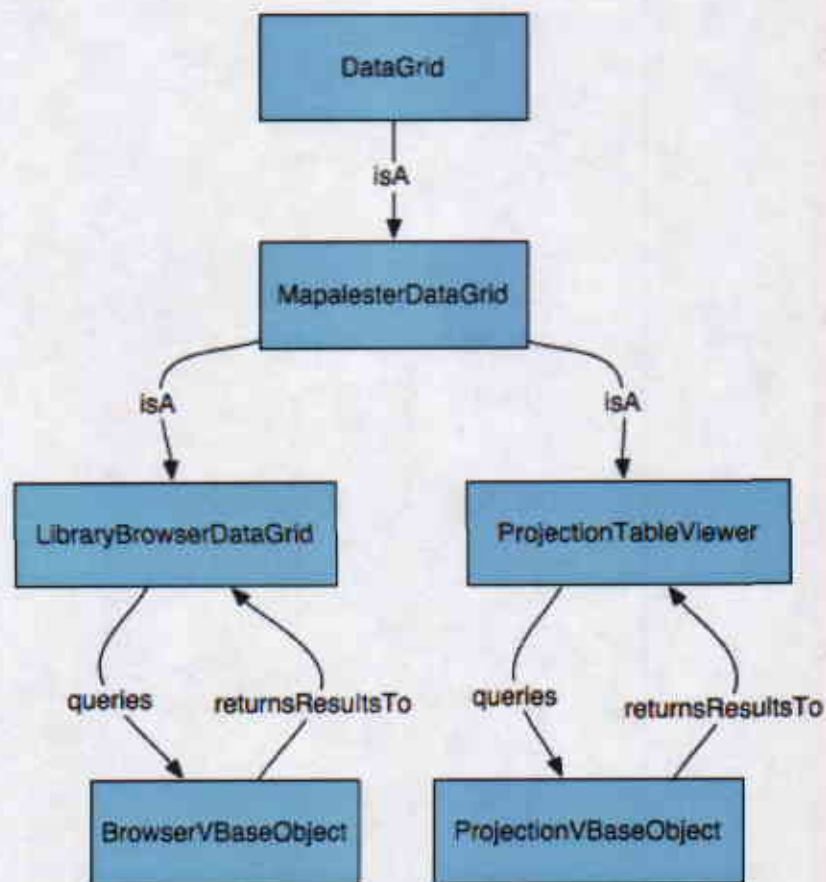 DataGrid
isA
MapalesterDataGrid
isA
isA
LibraryBrowserDataGrid
ProjectionTableViewer
queries
returnsResultsTo
queries
returnsResultsTo
BrowserVBaseObject
ProjectionVBaseObject